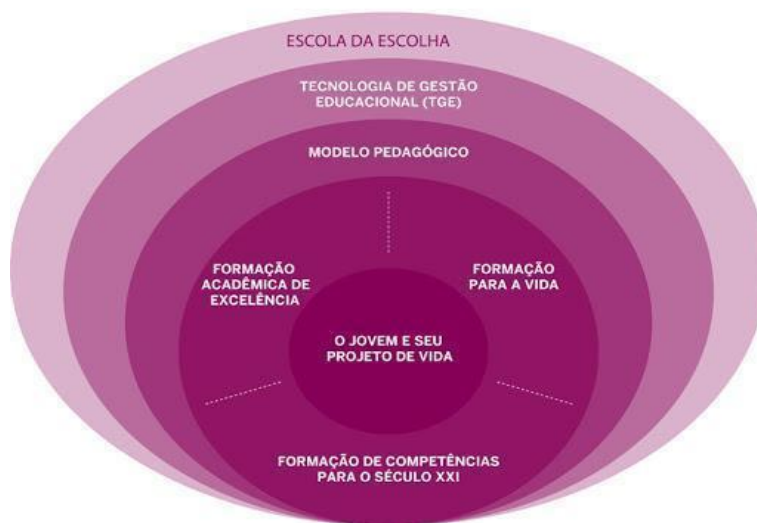 ESCOLA DA ESCOLHA
TECNOLOGIA DE GESTÃO
EDUCACIONAL (TGE)
MODELO PEDAGÓGICO
FORMAÇÃO
ACADÊMICA DE
EXCELÊNCIA
FORMAÇÃO
PARA A VIDA
O JOVEM E SEU
PROJETO DE VIDA
FORMAÇÃO DE COMPETÊNCIAS
PARA O SÉCULO XXI